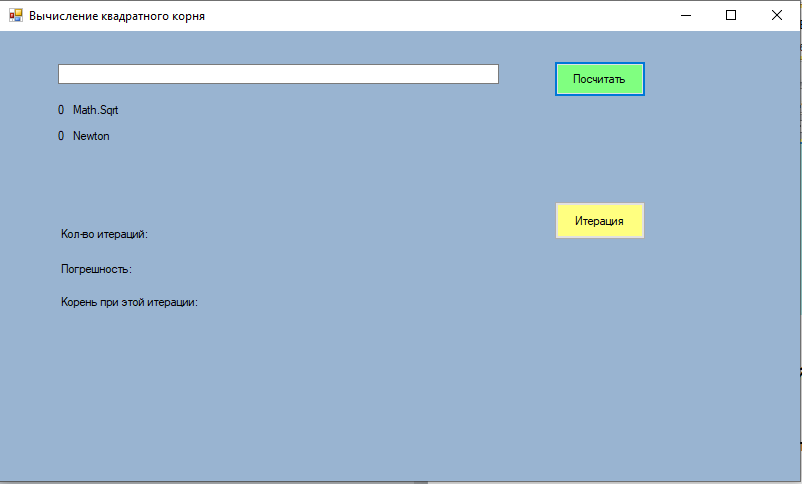 Вычисление квадратного корня
Посчитать
0 Math.Sqrt
0 Newton
Итерация
Кол-во итераций:
Погрешность:
Корень при этой итерации: